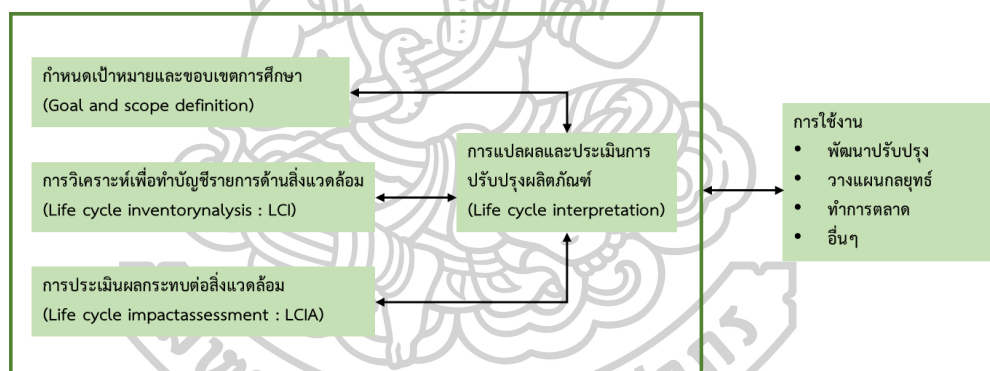 กำหนดเป้าหมายและขอบเขตการศึกษา
(Goal and scope definition)
การวิเคราะห์เพื่อทำบัญชีรายการด้านสิ่งแวดล้อม
(Life cycle inventorynalysis : LCI)
การประเมินผลกระทบต่อสิ่งแวดล้อม
(Life cycle impactassessment : LCIA)
การแปลผลและประเมินการ
ปรับปรุงผลิตภัณฑ์
(Life cycle interpretation)
การใช้งาน
• พัฒนาปรับปรุง
• วางแผนกลยุทธ์
• ทำการตลาด
• อื่นๆ